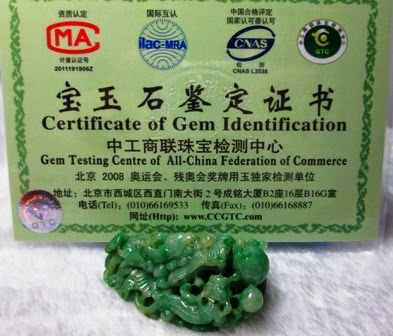 资质认定
CMA
计量认证号
2011191906Z
国际互认
ilac-MRA
中国合格评定
国家认可委认可
CNAS
检 测
CNAS L3538
GTC
宝玉石鉴定证书
Certificate of Gem Identification
中工商联珠宝检测中心
Gem Testing Centre of All-China Federation of Commerce
北京 2008 奥运会、残奥会奖牌用玉独家检测单位
地址：北京市西城区西直门南大街2号成铭大厦B2座16层B16G室
电话(Tel)：(010)66169533 传真(Fax)：(010)66168887
网址(Http)：www.CCGTC.com